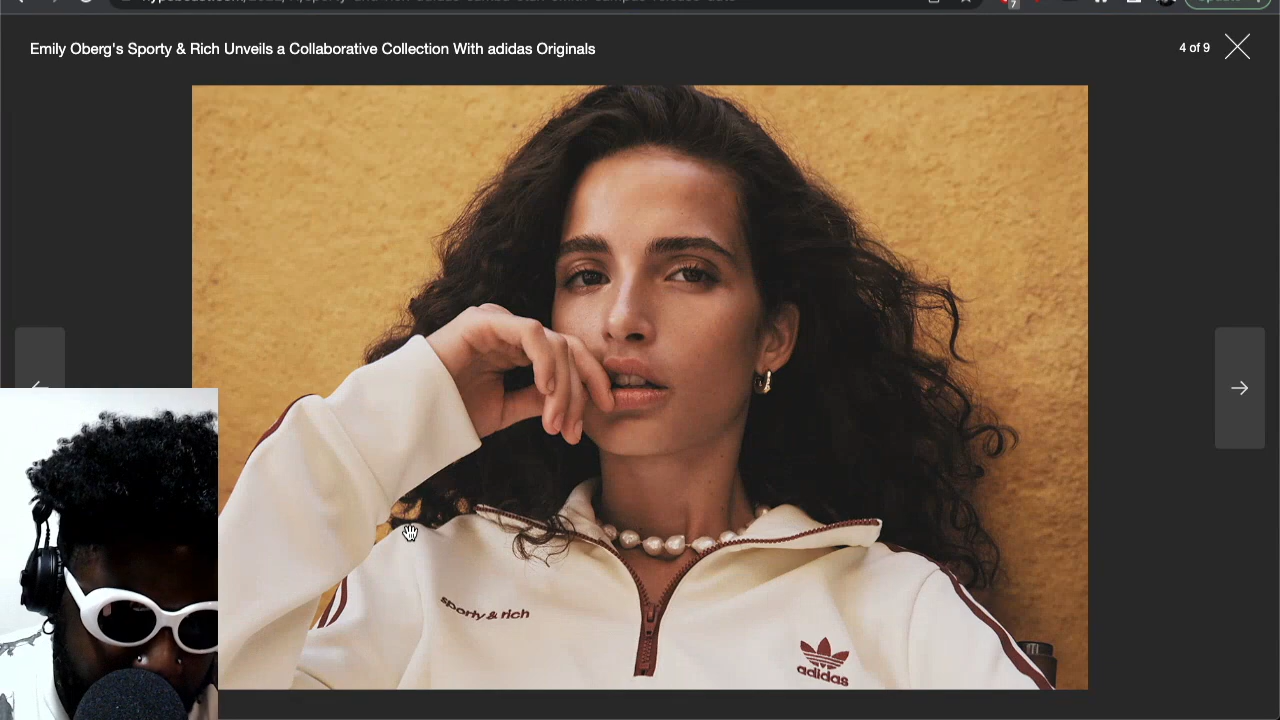 Emily Oberg's Sporty & Rich Unveils a Collaborative Collection With adidas Originals
4 of 9
sporty & rich
adidas